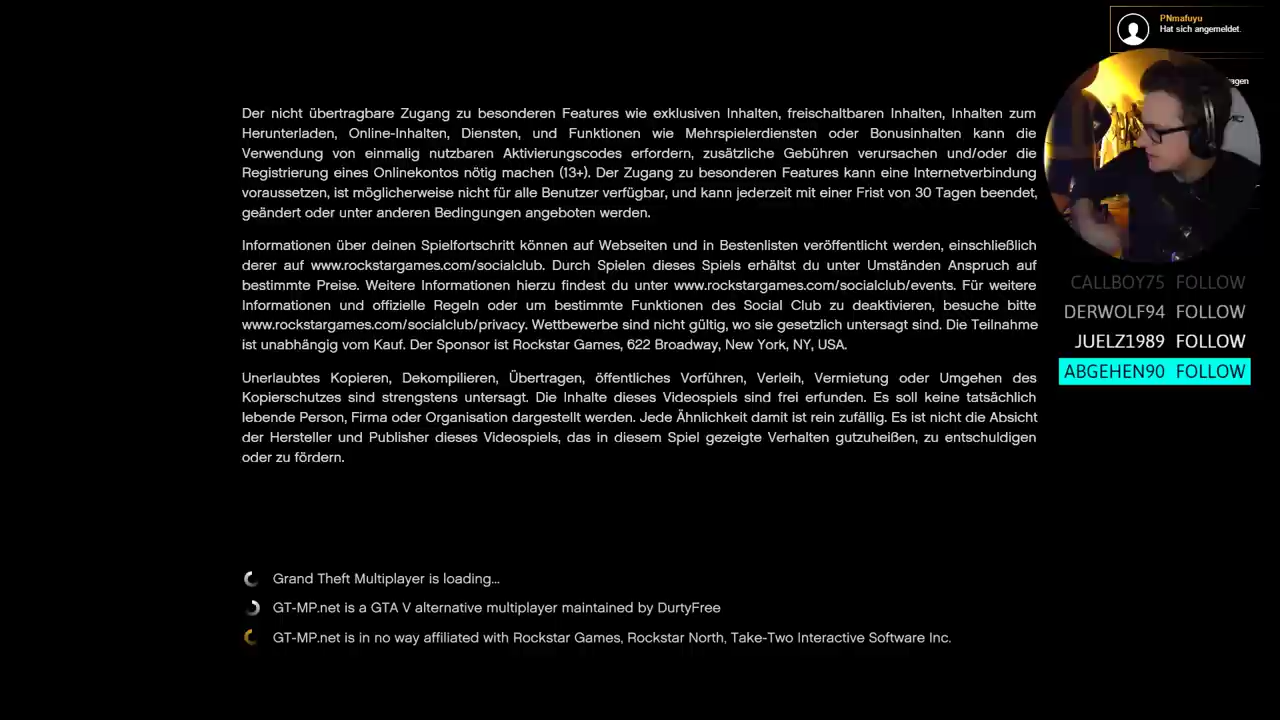 PNmafuyu
Hat sich angemeldet.
Der nicht übertragbare Zugang zu besonderen Features wie exklusiven Inhalten, freischaltbaren Inhalten, Inhalten zum
Herunterladen, Online-Inhalten, Diensten, und Funktionen wie Mehrspielerdiensten oder Bonusinhalten kann die
Verwendung von einmalig nutzbaren Aktivierungscodes erfordern, zusätzliche Gebühren verursachen und/oder die
Registrierung eines Onlinekontos nötig machen (13+). Der Zugang zu besonderen Features kann eine Internetverbindung
voraussetzen, ist möglicherweise nicht für alle Benutzer verfügbar, und kann jederzeit mit einer Frist von 30 Tagen beendet,
geändert oder unter anderen Bedingungen angeboten werden.
Informationen über deinen Spielfortschritt können auf Webseiten und in Bestenlisten veröffentlicht werden, einschließlich
derer auf www.rockstargames.com/socialclub. Durch Spielen dieses Spiels erhältst du unter Umständen Anspruch auf
bestimmte Preise. Weitere Informationen hierzu findest du unter www.rockstargames.com/socialclub/events. Für weitere
Informationen und offizielle Regeln oder um bestimmte Funktionen des Social Club zu deaktivieren, besuche bitte
www.rockstargames.com/socialclub/privacy. Wettbewerbe sind nicht gültig, wo sie gesetzlich untersagt sind. Die Teilnahme
ist unabhängig vom Kauf. Der Sponsor ist Rockstar Games, 622 Broadway, New York, NY, USA.
Unerlaubtes Kopieren, Dekompilieren, Übertragen, öffentliches Vorführen, Verleih, Vermietung oder Umgehen des
Kopierschutzes sind strengstens untersagt. Die Inhalte dieses Videospiels sind frei erfunden. Es soll keine tatsächlich
lebende Person, Firma oder Organisation dargestellt werden. Jede Ähnlichkeit damit ist rein zufällig. Es ist nicht die Absicht
der Hersteller und Publisher dieses Videospiels, das in diesem Spiel gezeigte Verhalten gutzuheißen, zu entschuldigen
oder zu fördern.
CALLBOY75 FOLLOW
DERWOLF94 FOLLOW
JUELZ1989 FOLLOW
ABGEHEN90 FOLLOW
Grand Theft Multiplayer is loading...
GT-MP.net is a GTA V alternative multiplayer maintained by DurtyFree
GT-MP.net is in no way affiliated with Rockstar Games, Rockstar North, Take-Two Interactive Software Inc.